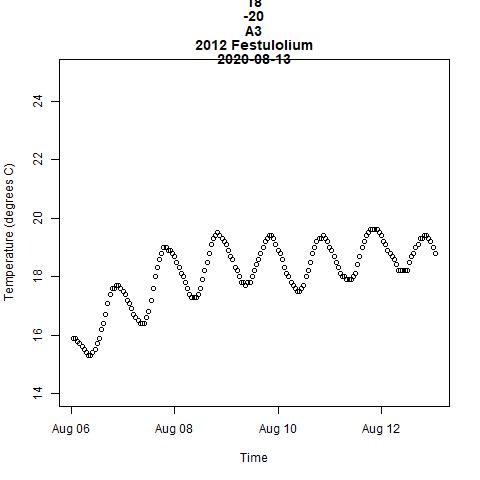 18
-20
A3
2012 Festulolium
2020-08-13
Temperature (degrees C)
24
22
20
18
16
14
Aug 06
Aug 08
Aug 10
Aug 12
Time